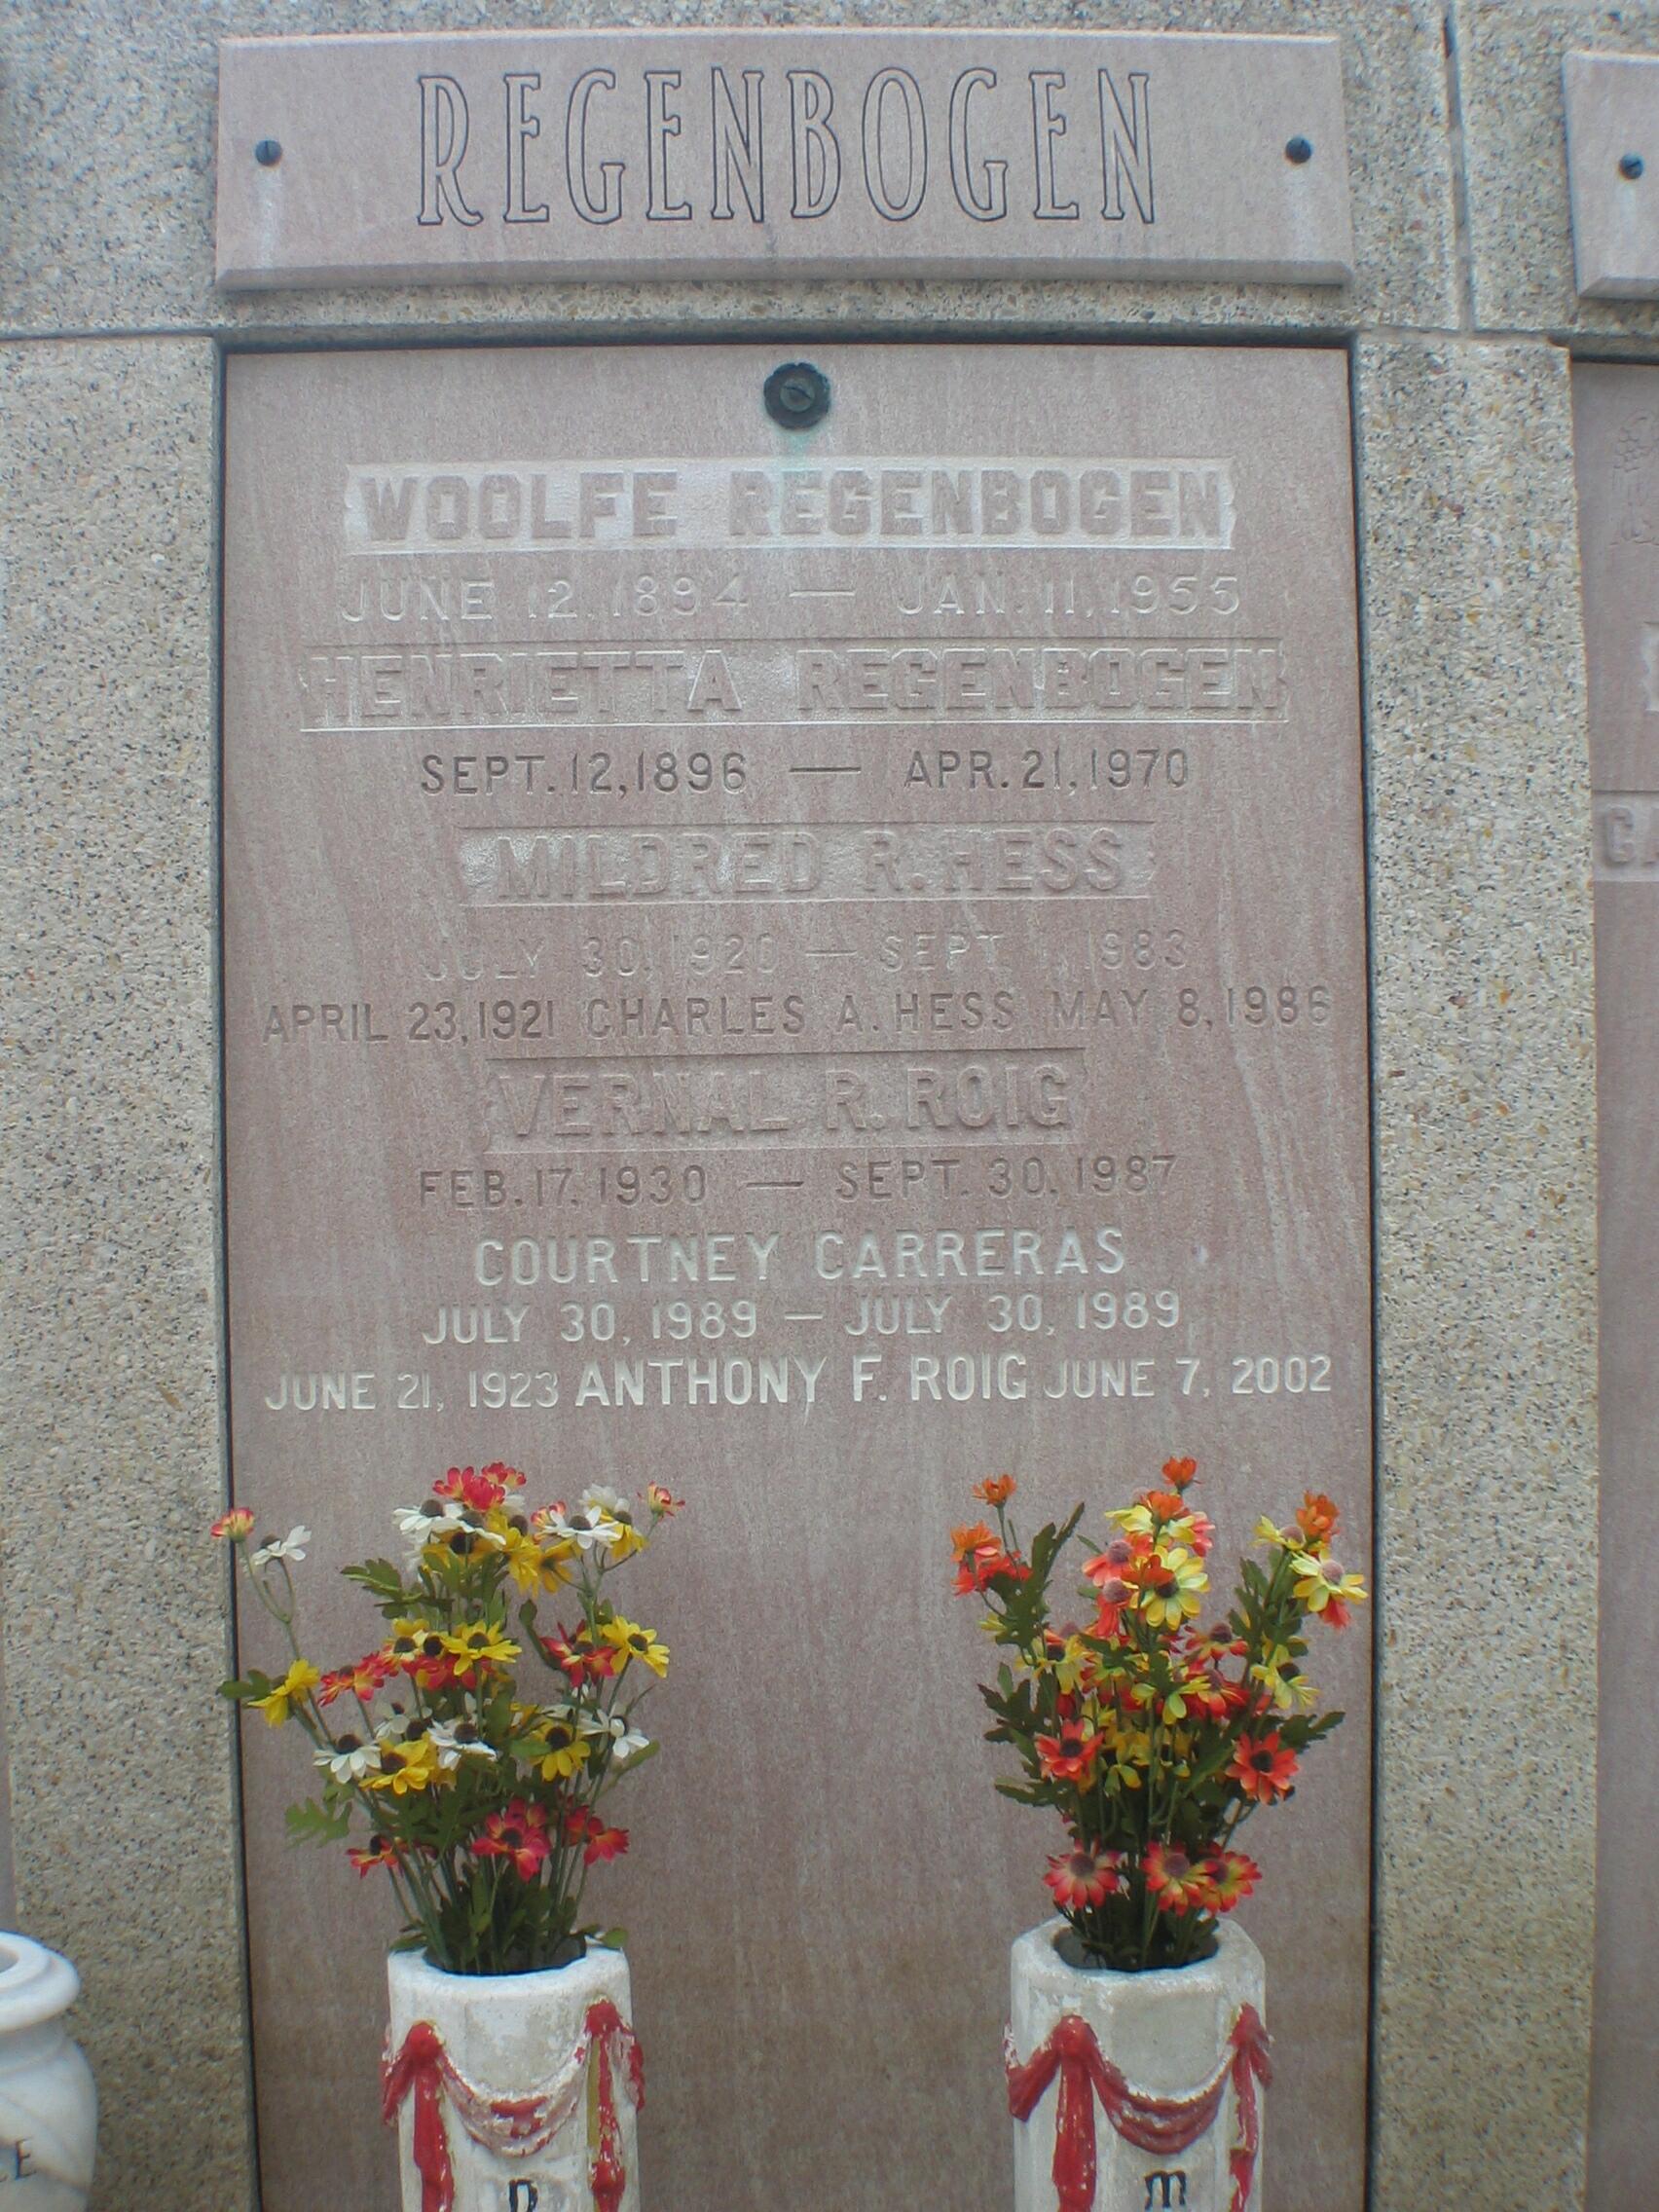 REGENBOGEN
WOOLFE REGENBOGEN
JUNE 12, 1894 — JAN. 11, 1955
HENRIETTA REGENBOGEN
SEPT. 12, 1896 — APR. 21, 1970
MILDRED R. HESS
JULY 30, 1920 — SEPT 1, 1983
APRIL 23, 1921 CHARLES A. HESS MAY 8, 1986
VERNAL R. ROIG
FEB. 17, 1930 — SEPT. 30, 1987
COURTNEY CARRERAS
JULY 30, 1989 — JULY 30, 1989
JUNE 21, 1923 ANTHONY F. ROIG JUNE 7, 2002